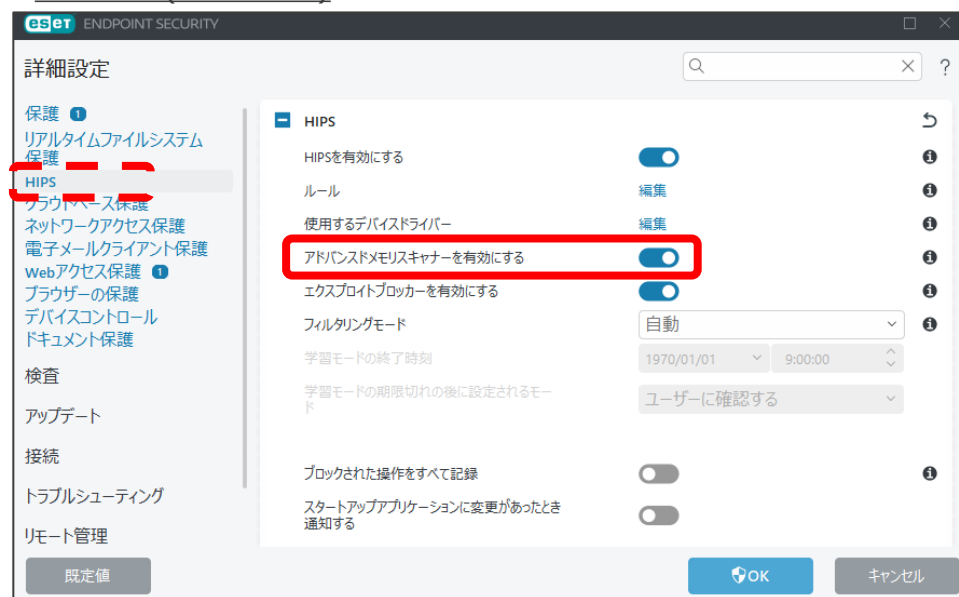 eset ENDPOINT SECURITY
詳細設定
?
保護 1
リアルタイムファイルシステム
保護
HIPS
クラウドベース保護
ネットワークアクセス保護
電子メールクライアント保護
Webアクセス保護 1
ブラウザーの保護
デバイスコントロール
ドキュメント保護
検査
アップデート
接続
トラブルシューティング
リモート管理
HIPS
HIPSを有効にする
ルール 編集
使用するデバイスドライバー 編集
アドバンスドメモリスキャナーを有効にする
エクスプロイトブロッカーを有効にする
フィルタリングモード 自動
学習モードの終了時刻 1970/01/01 9:00:00
学習モードの期限切れの後に設定されるモー
ド ユーザーに確認する
ブロックされた操作をすべて記録
スタートアップアプリケーションに変更があったとき
通知する
既定値 OK キャンセル